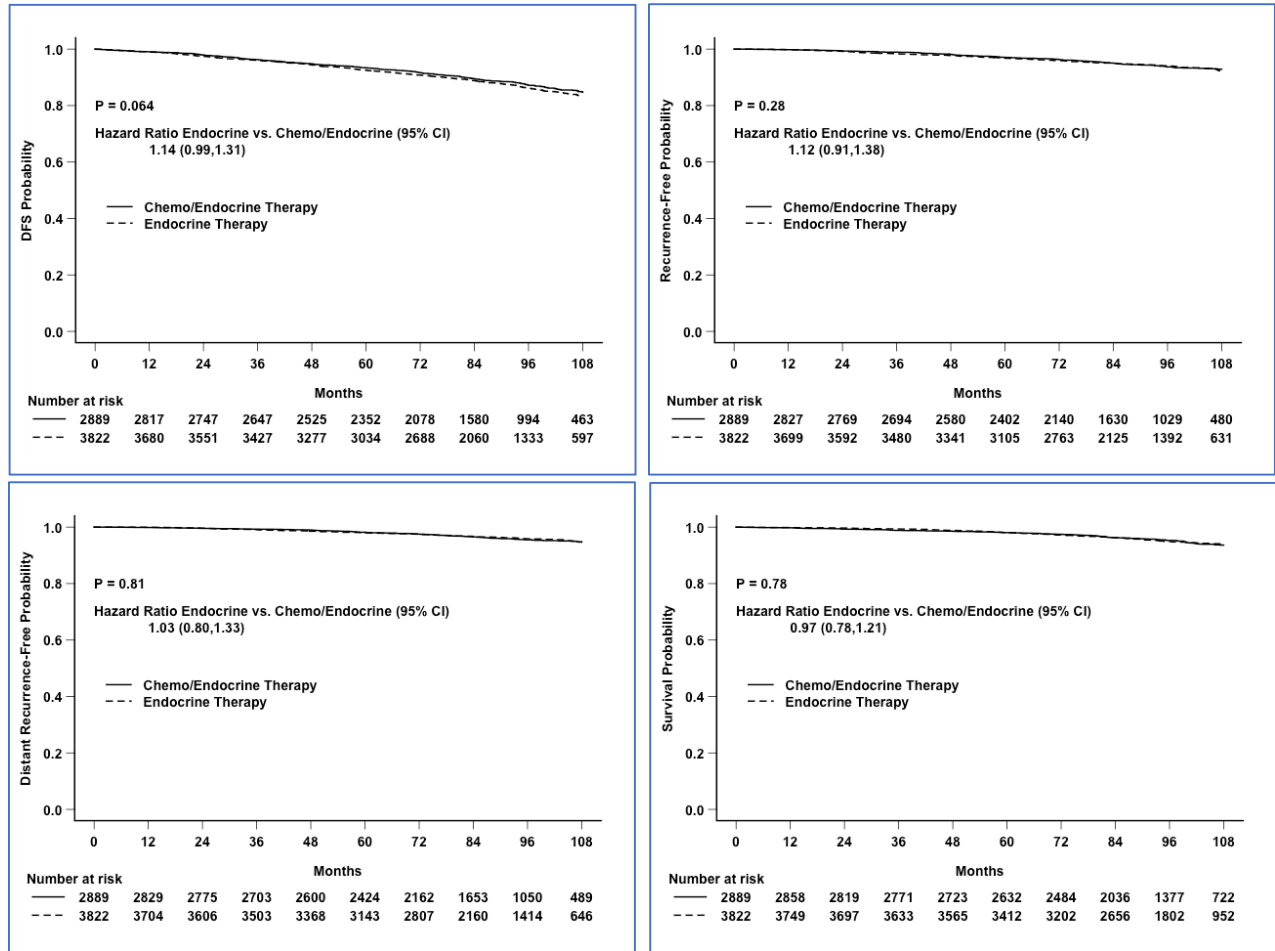 DFS Probability
1.0
0.8
0.6
0.4
0.2
0.0
P = 0.064
Hazard Ratio Endocrine vs. Chemo/Endocrine (95% CI)
1.14 (0.99,1.31)
Chemo/Endocrine Therapy
Endocrine Therapy
0 12 24 36 48 60 72 84 96 108
Months
Number at risk
2889 2817 2747 2647 2525 2352 2078 1580 994 463
3822 3680 3551 3427 3277 3034 2688 2060 1333 597
Recurrence-Free Probability
1.0
0.8
0.6
0.4
0.2
0.0
P = 0.28
Hazard Ratio Endocrine vs. Chemo/Endocrine (95% CI)
1.12 (0.91,1.38)
Chemo/Endocrine Therapy
Endocrine Therapy
0 12 24 36 48 60 72 84 96 108
Months
Number at risk
2889 2827 2769 2694 2580 2402 2140 1630 1029 480
3822 3699 3592 3480 3341 3105 2763 2125 1392 631
Distant Recurrence-Free Probability
1.0
0.8
0.6
0.4
0.2
0.0
P = 0.81
Hazard Ratio Endocrine vs. Chemo/Endocrine (95% CI)
1.03 (0.80,1.33)
Chemo/Endocrine Therapy
Endocrine Therapy
0 12 24 36 48 60 72 84 96 108
Months
Number at risk
2889 2829 2775 2703 2600 2424 2162 1653 1050 489
3822 3704 3606 3503 3368 3143 2807 2160 1414 646
Survival Probability
1.0
0.8
0.6
0.4
0.2
0.0
P = 0.78
Hazard Ratio Endocrine vs. Chemo/Endocrine (95% CI)
0.97 (0.78,1.21)
Chemo/Endocrine Therapy
Endocrine Therapy
0 12 24 36 48 60 72 84 96 108
Months
Number at risk
2889 2858 2819 2771 2723 2632 2484 2036 1377 722
3822 3749 3697 3633 3565 3412 3202 2656 1802 952